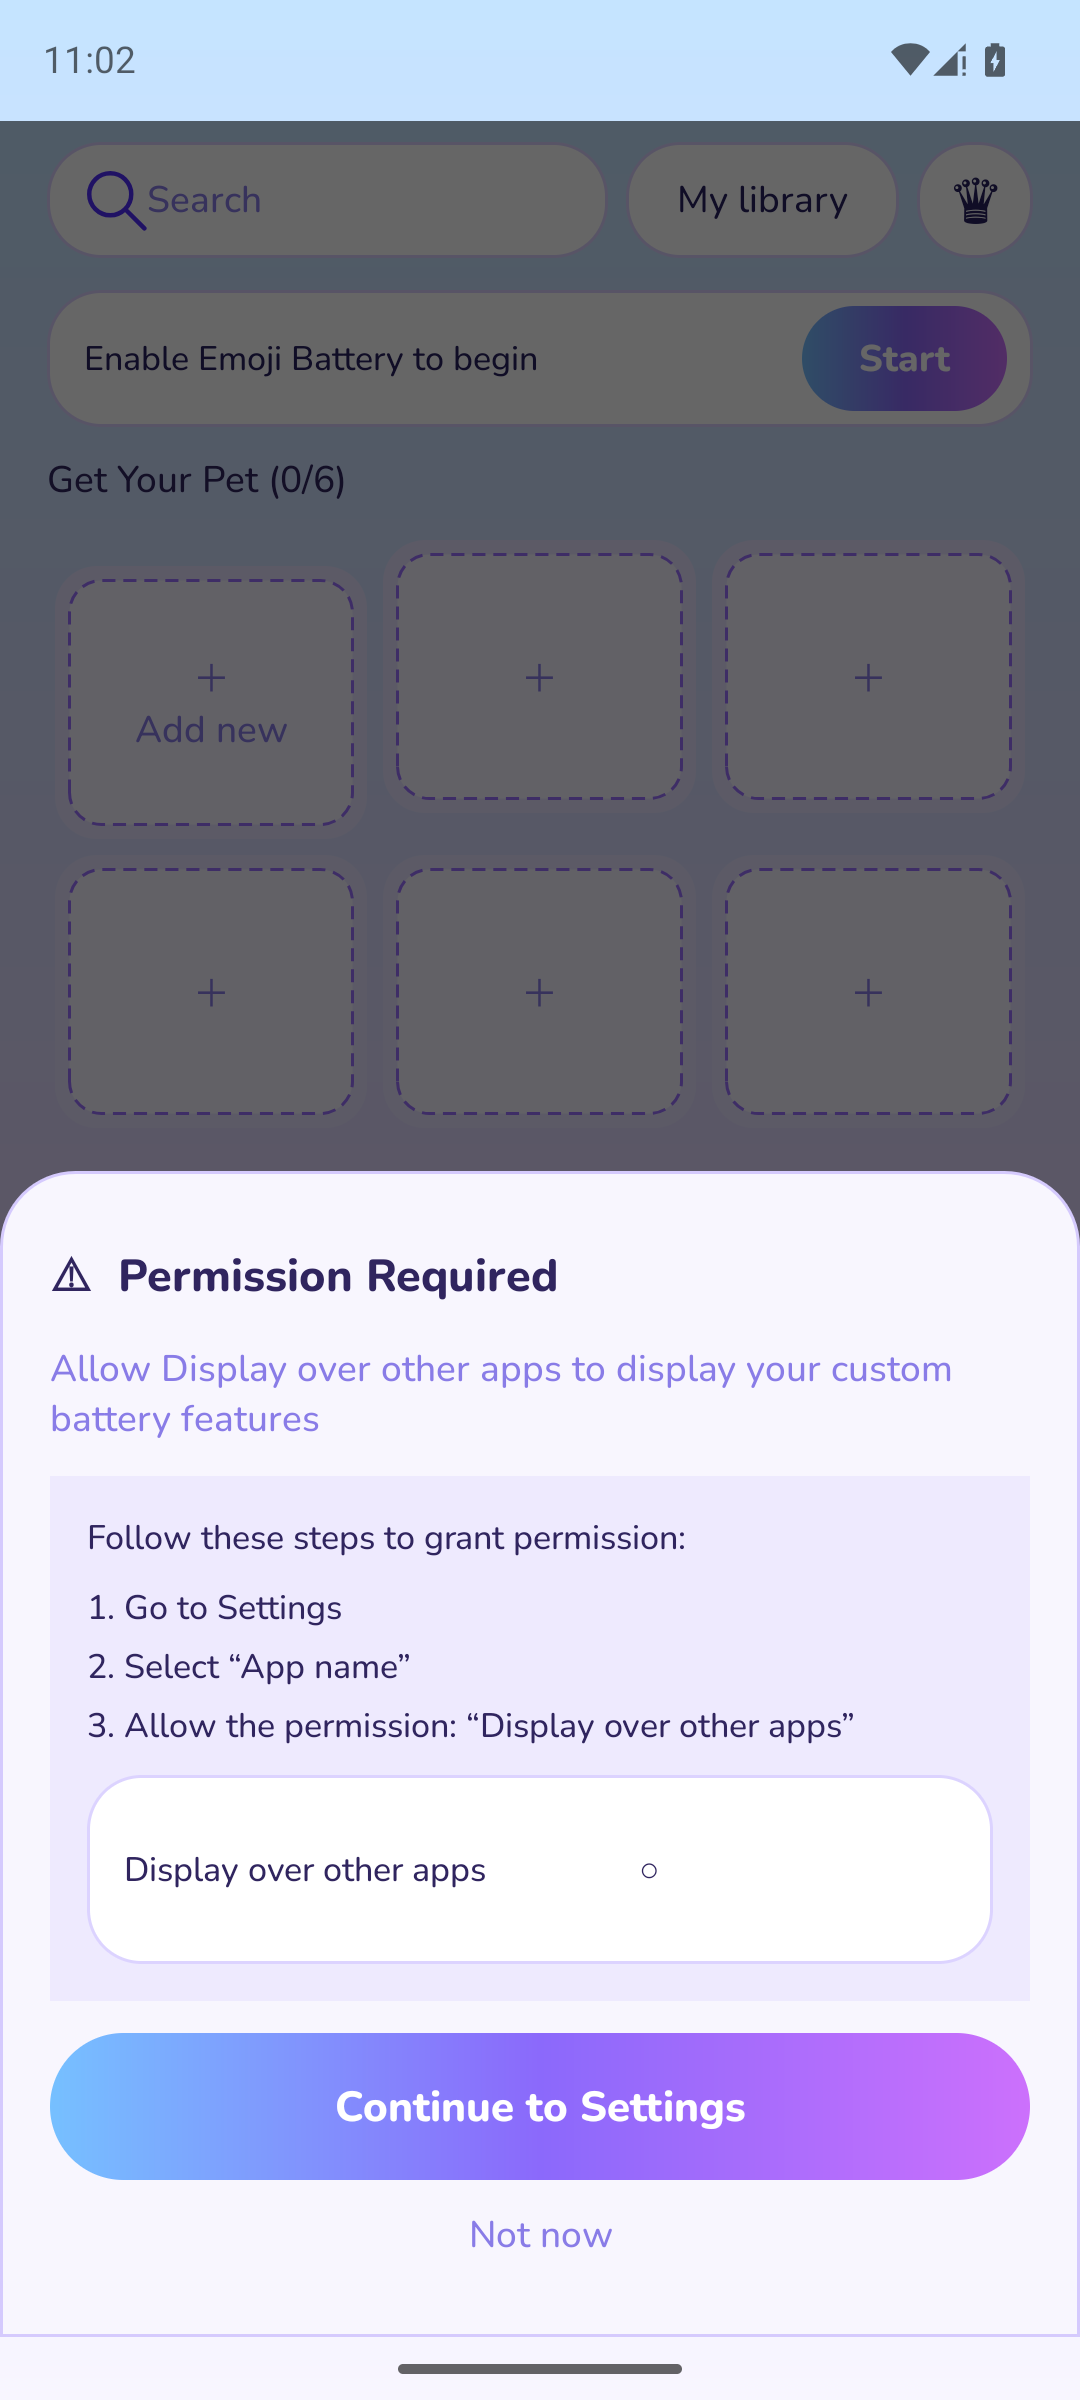 11:02
Search
My library
Enable Emoji Battery to begin
Start
Get Your Pet (0/6)
+
+
+
Add new
+
+
+
Permission Required
Allow Display over other apps to display your custom
battery features
Follow these steps to grant permission:
1. Go to Settings
2. Select “App name”
3. Allow the permission: “Display over other apps”
Display over other apps
Continue to Settings
Not now